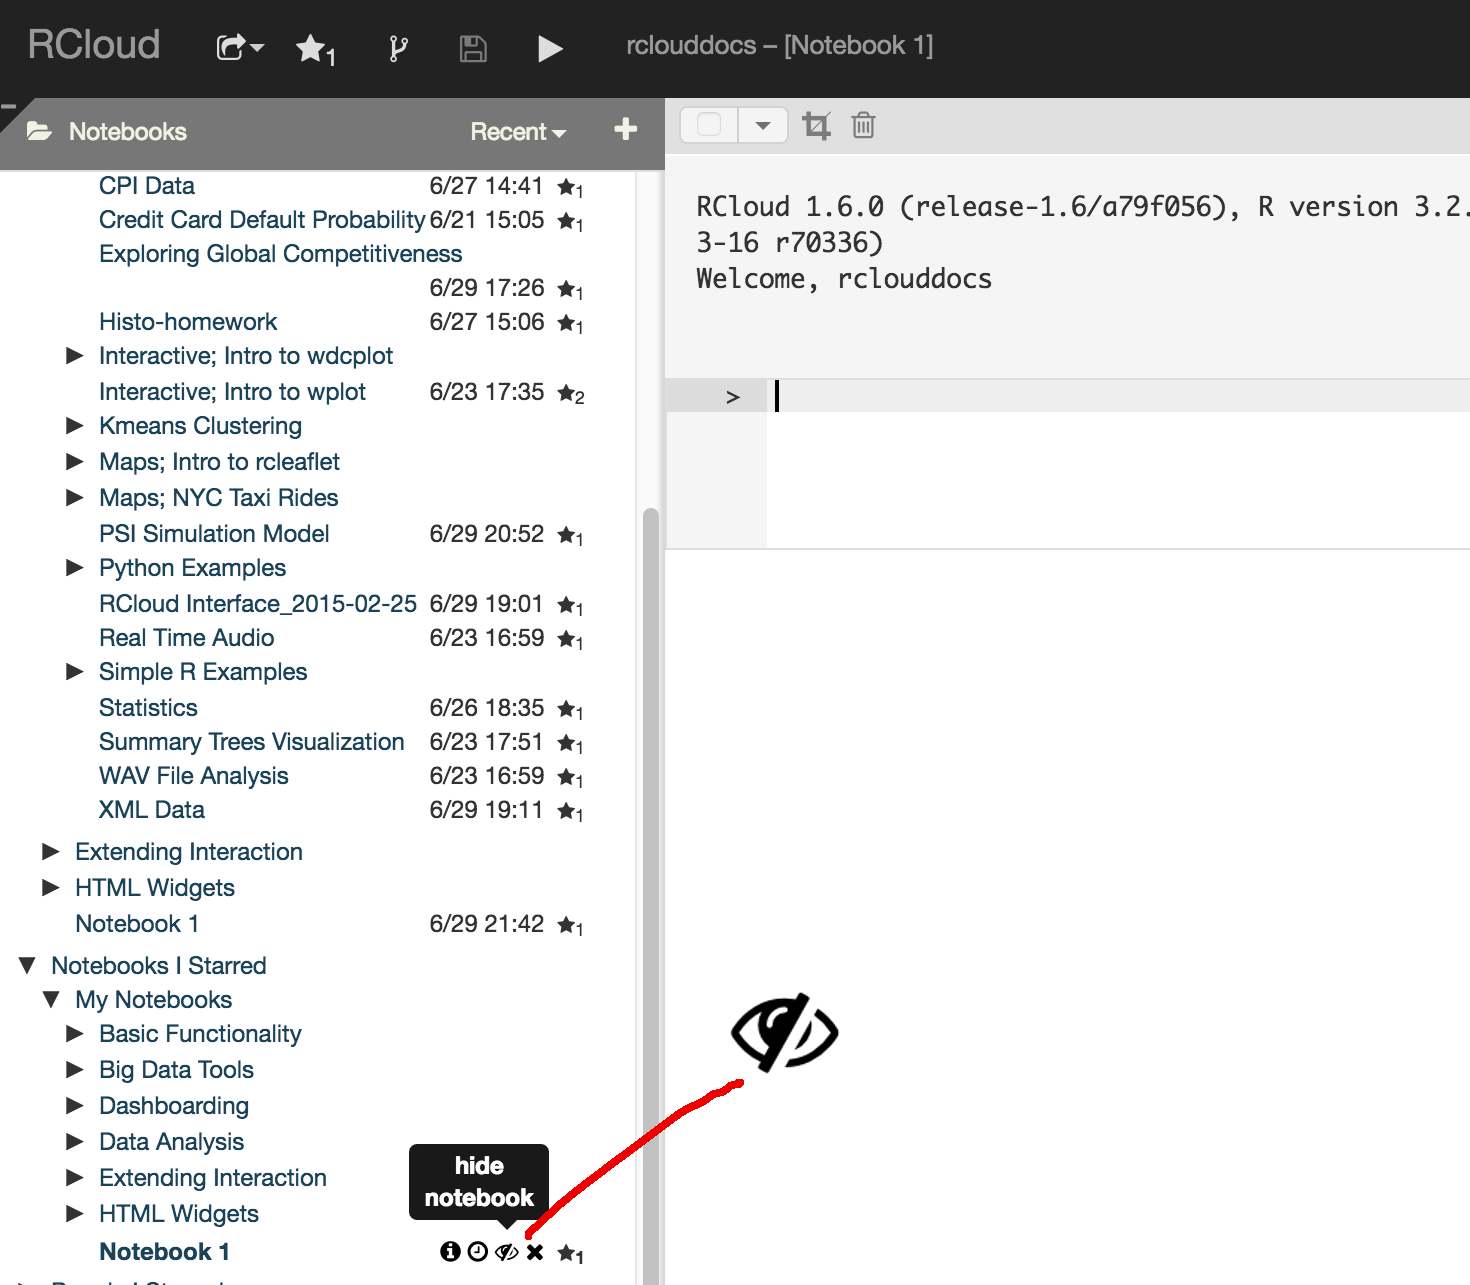 RCloud
1
rclouddocs – [Notebook 1]
Notebooks Recent
CPI Data 6/27 14:41 1
Credit Card Default Probability 6/21 15:05 1
Exploring Global Competitiveness
6/29 17:26 1
Histo-homework 6/27 15:06 1
Interactive; Intro to wdcplot
Interactive; Intro to wplot 6/23 17:35 2
Kmeans Clustering
Maps; Intro to rcleaflet
Maps; NYC Taxi Rides
PSI Simulation Model 6/29 20:52 1
Python Examples
RCloud Interface_2015-02-25 6/29 19:01 1
Real Time Audio 6/23 16:59 1
Simple R Examples
Statistics 6/26 18:35 1
Summary Trees Visualization 6/23 17:51 1
WAV File Analysis 6/23 16:59 1
XML Data 6/29 19:11 1
Extending Interaction
HTML Widgets
Notebook 1 6/29 21:42 1
Notebooks I Starred
My Notebooks
Basic Functionality
Big Data Tools
Dashboarding
Data Analysis
Extending Interaction
HTML Widgets
hide
notebook
Notebook 1 1
RCloud 1.6.0 (release-1.6/a79f056), R version 3.2.
3-16 r70336)
Welcome, rclouddocs
>